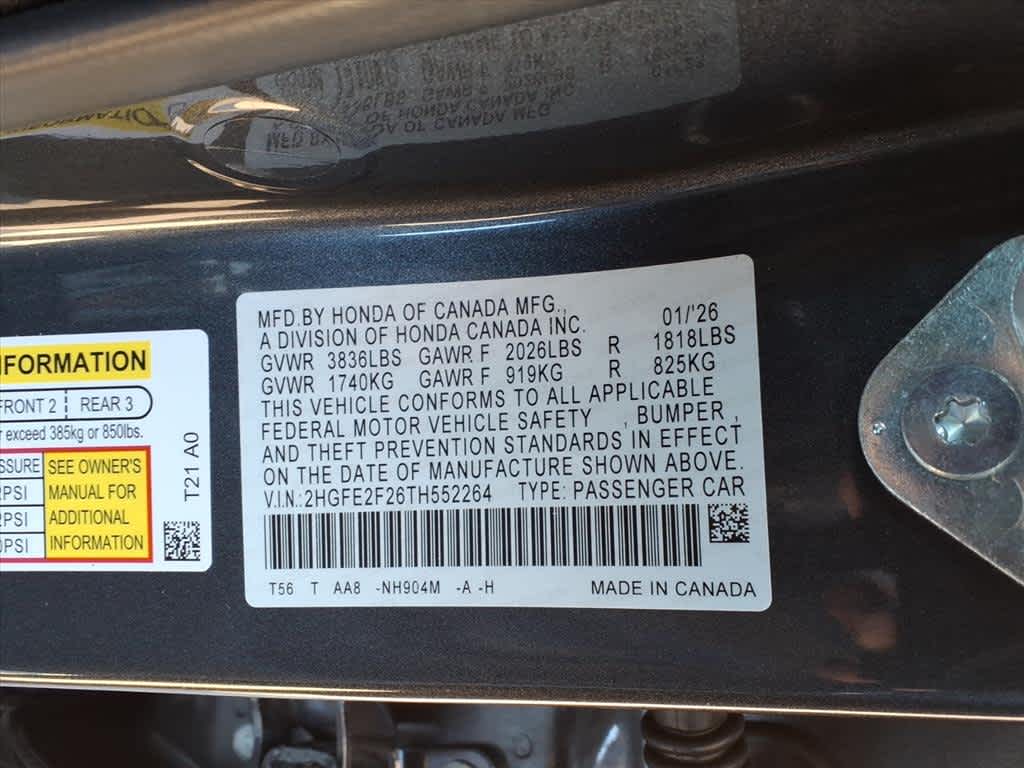 MFD.BY HONDA OF CANADA MFG., 01/'26
A DIVISION OF HONDA CANADA INC.
GVWR 3836LBS GAWR F 2026LBS R 1818LBS
GVWR 1740KG GAWR F 919KG R 825KG
THIS VEHICLE CONFORMS TO ALL APPLICABLE
FEDERAL MOTOR VEHICLE SAFETY , BUMPER ,
AND THEFT PREVENTION STANDARDS IN EFFECT
ON THE DATE OF MANUFACTURE SHOWN ABOVE.
V.I.N.:2HGFE2F26TH552264 TYPE: PASSENGER CAR
T56 T AA8 -NH904M -A -H MADE IN CANADA
FRONT 2 REAR 3
exceed 385kg or 850lbs.
SEE OWNER'S
MANUAL FOR
ADDITIONAL
INFORMATION
T21 A0